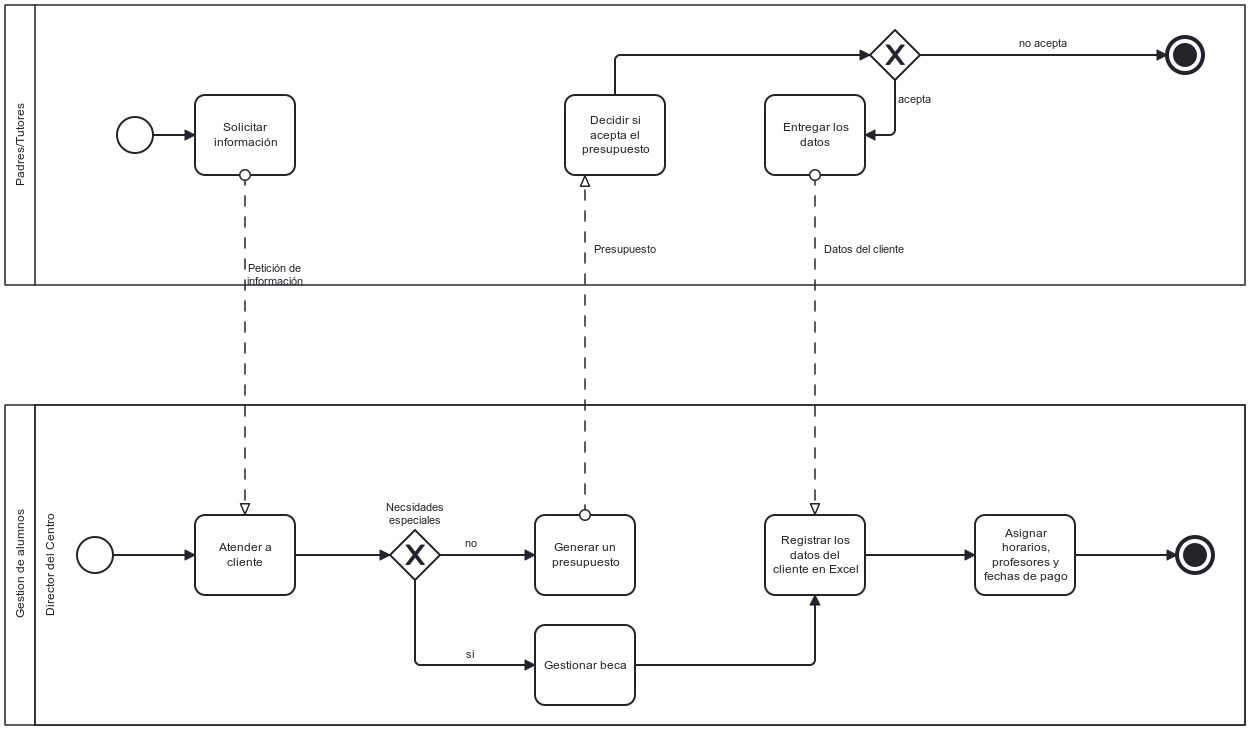 Padres/Tutores
Solicitar
información
Decidir si
acepta el
presupuesto
Entregar los
datos
X
no acepta
acepta
Petición de
información
Presupuesto
Datos del cliente
Gestion de alumnos
Director del Centro
Atender a
cliente
Necsidades
especiales
X
no
si
Generar un
presupuesto
Gestionar beca
Registrar los
datos del
cliente en Excel
Asignar
horarios,
profesores y
fechas de pago